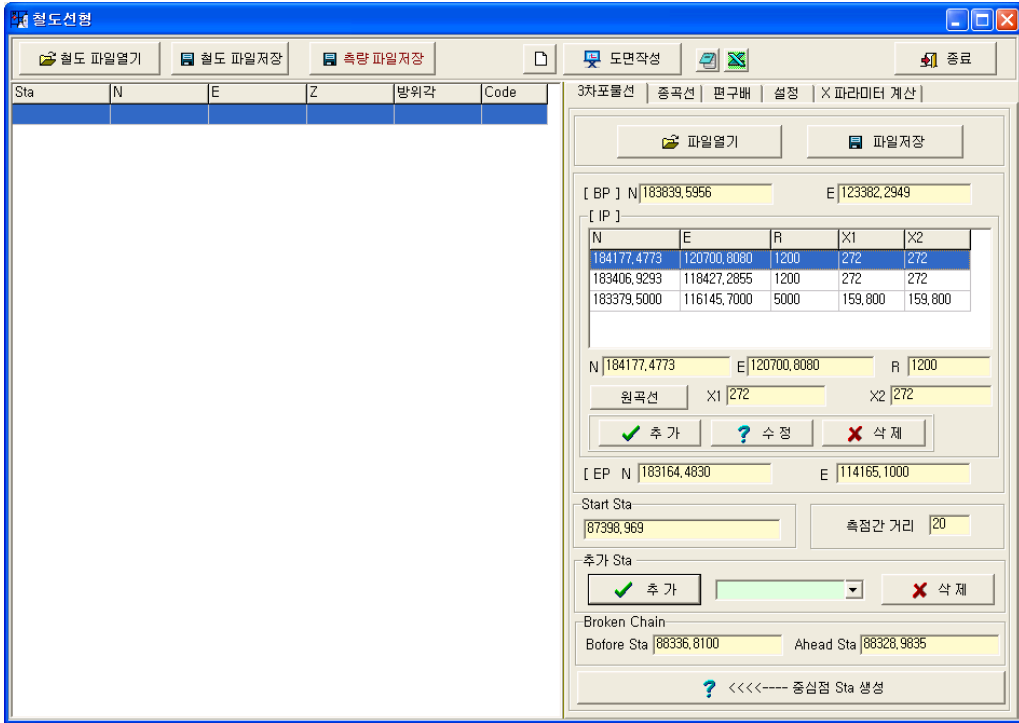 철도선형
철도 파일열기 철도 파일저장 측량 파일저장 도면작성 종료
Sta N E Z 방위각 Code
3차포물선 종곡선 편구배 설정 X 파라미터 계산
파일열기 파일저장
[ BP ] N 183839,5956 E 123382,2949
[ IP ]
N E R X1 X2
184177,4773 120700,8080 1200 272 272
183406,9293 118427,2855 1200 272 272
183379,5000 116145,7000 5000 159,800 159,800
N 184177,4773 E 120700,8080 R 1200
원곡선 X1 272 X2 272
추 가 ? 수 정 삭 제
[ EP N 183164,4830 E 114165,1000
Start Sta
87398,969 측점간 거리 20
추가 Sta
추 가 삭 제
Broken Chain
Bofore Sta 88336,8100 Ahead Sta 88328,9835
? <<<<---- 중심점 Sta 생성